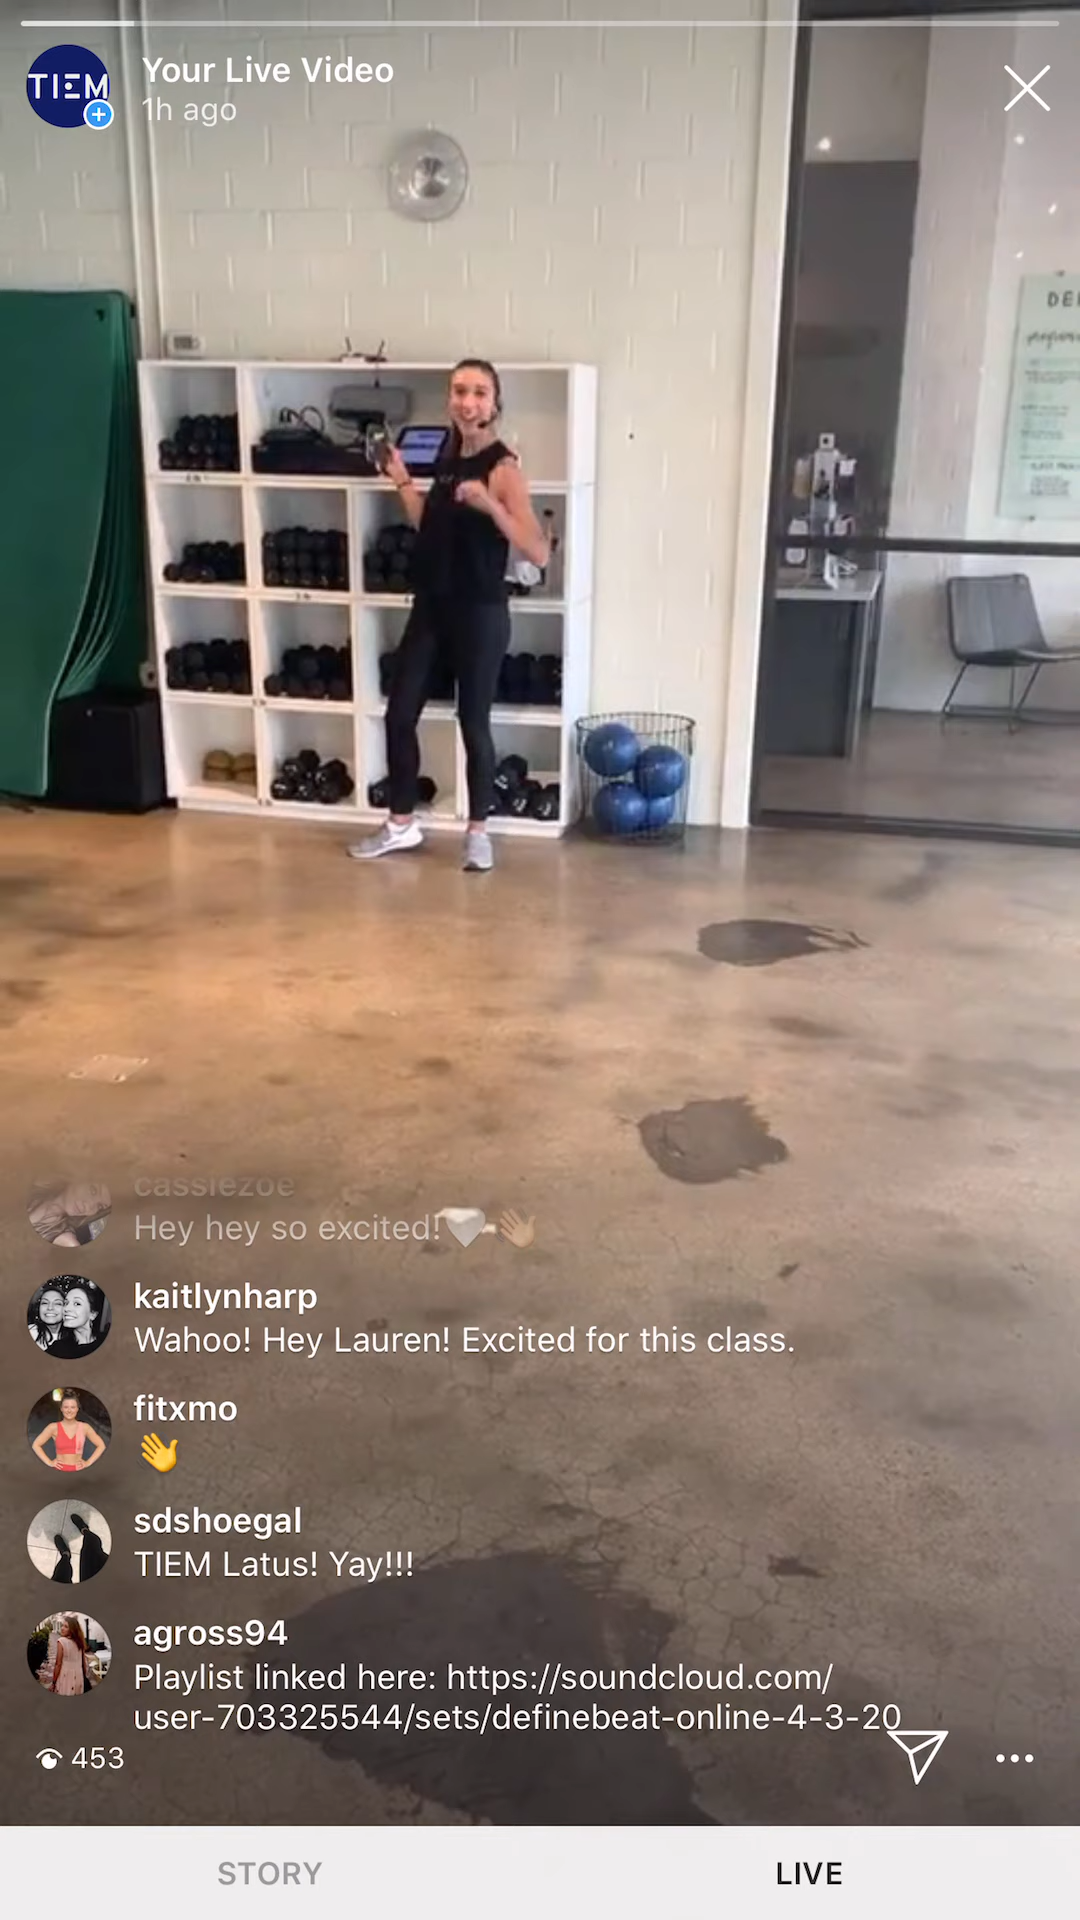 TIEM
Your Live Video
1h ago
cassiezoe
Hey hey so excited!🤍👋🏼
kaitlynharp
Wahoo! Hey Lauren! Excited for this class.
fitxmo
👋
sdshoegal
TIEM Latus! Yay!!!
agross94
Playlist linked here: https://soundcloud.com/
user-703325544/sets/definebeat-online-4-3-20
453
STORY
LIVE